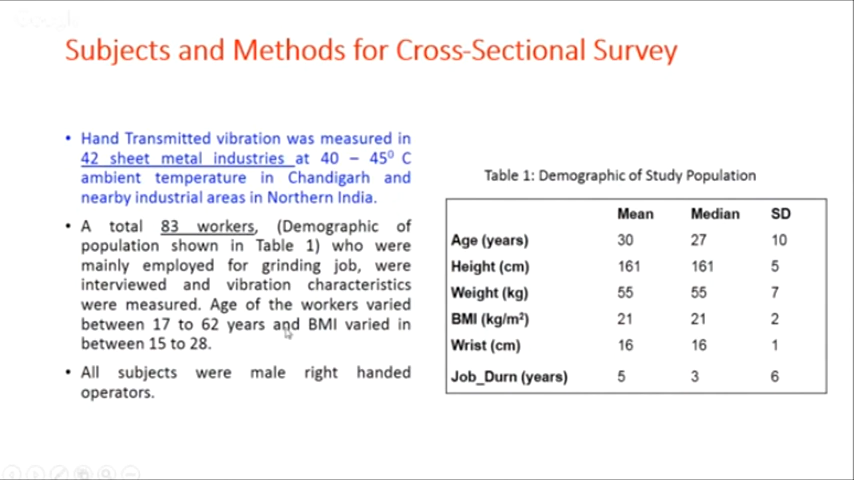 Subjects and Methods for Cross-Sectional Survey
• Hand Transmitted vibration was measured in
42 sheet metal industries at 40 – 45⁰ C
ambient temperature in Chandigarh and
nearby industrial areas in Northern India.
• A total 83 workers, (Demographic of
population shown in Table 1) who were
mainly employed for grinding job, were
interviewed and vibration characteristics
were measured. Age of the workers varied
between 17 to 62 years and BMI varied in
between 15 to 28.
• All subjects were male right handed
operators.
Table 1: Demographic of Study Population
Mean Median SD
Age (years) 30 27 10
Height (cm) 161 161 5
Weight (kg) 55 55 7
BMI (kg/m²) 21 21 2
Wrist (cm) 16 16 1
Job_Durn (years) 5 3 6